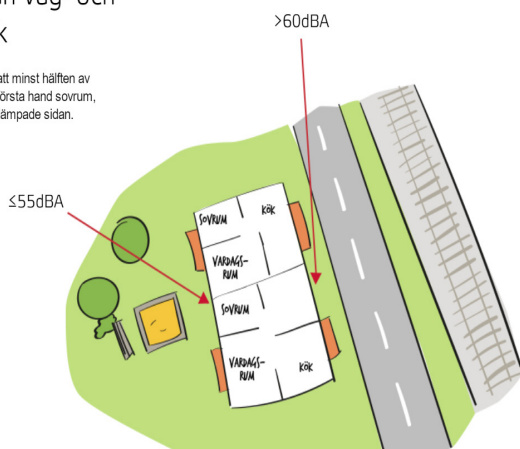 väg- och
k
att minst hälften av
örsta hand sovrum,
ämpade sidan.
>60dBA
≤55dBA
SOVRUM
KÖK
VARDAGS-
RUM
SOVRUM
VARDAGS-
RUM
KÖK